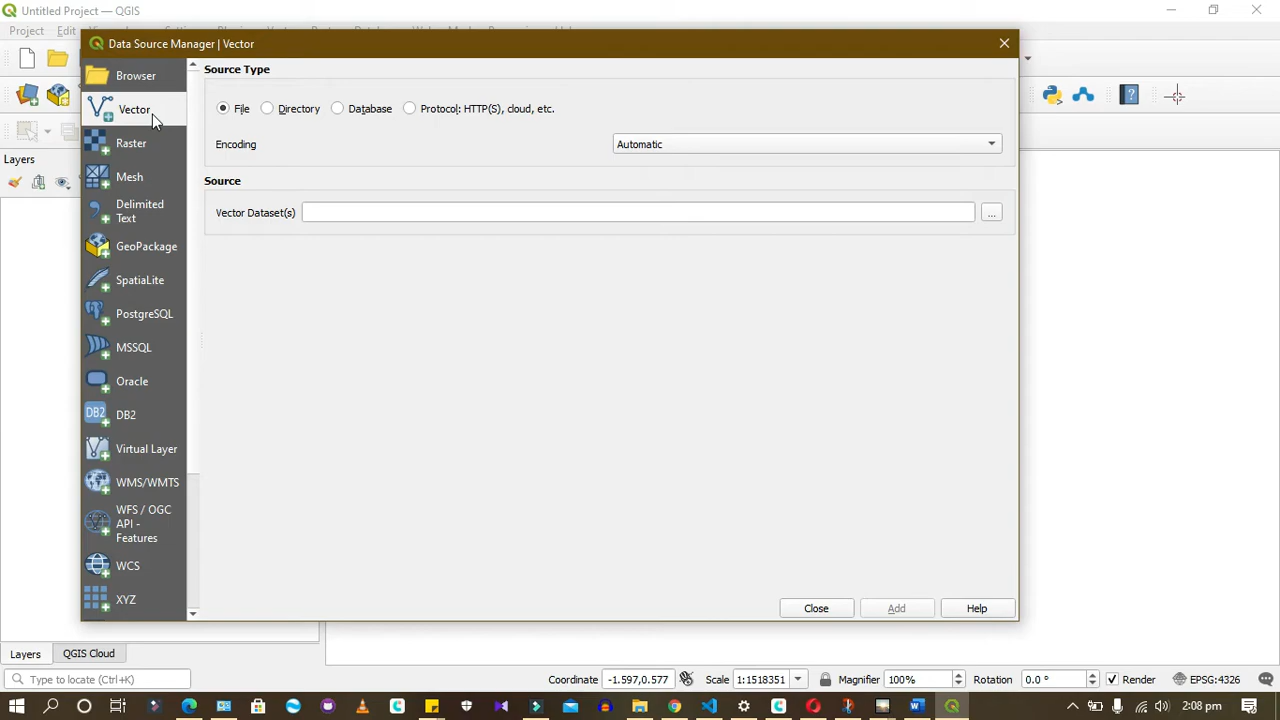 Untitled Project — QGIS
Project Edit
Data Source Manager | Vector
Browser
Vector
Raster
Mesh
Delimited
Text
GeoPackage
SpatiaLite
PostgreSQL
MSSQL
Oracle
DB2
DB2
Virtual Layer
WMS/WMTS
WFS / OGC
API -
Features
WCS
XYZ
Source Type
File Directory Database Protocol: HTTP(S), cloud, etc.
Encoding Automatic
Source
Vector Dataset(s) ...
Close Add Help
Layers
Layers QGIS Cloud
Type to locate (Ctrl+K) Coordinate -1.597,0.577 Scale 1:1518351 Magnifier 100% Rotation 0.0 ° Render EPSG:4326
2:08 pm